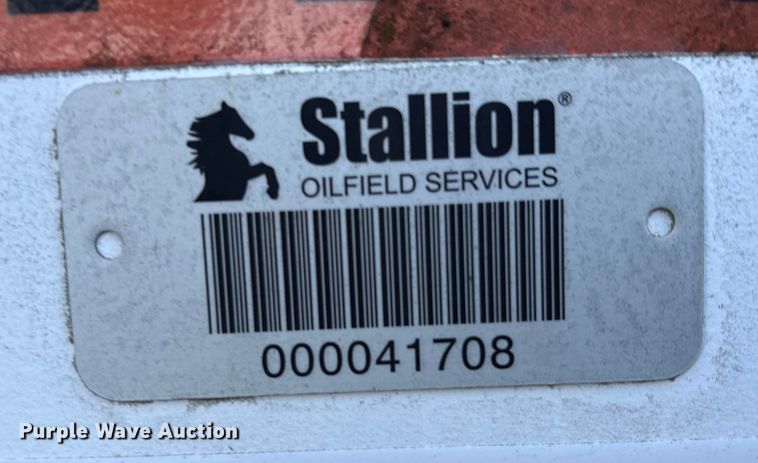 Stallion®
OILFIELD SERVICES
000041708
Purple Wave Auction